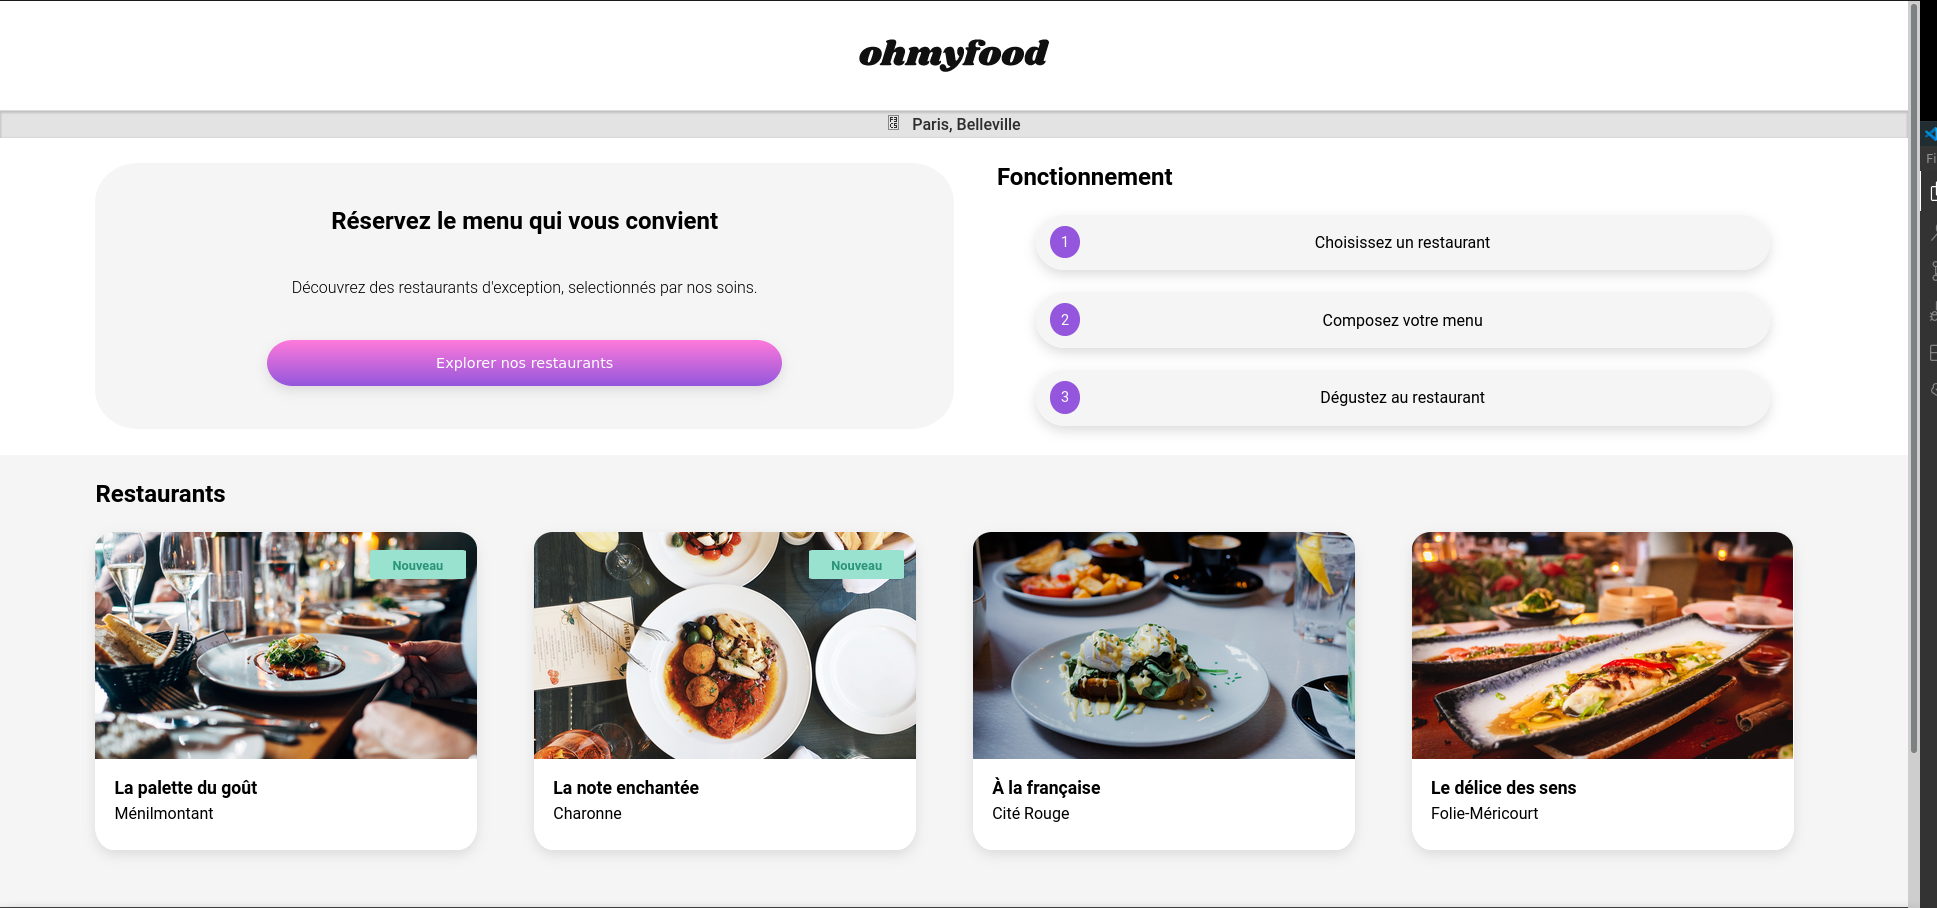 ohmyfood
Paris, Belleville
Réservez le menu qui vous convient
Découvrez des restaurants d'exception, selectionnés par nos soins.
Explorer nos restaurants
Fonctionnement
1 Choisissez un restaurant
2 Composez votre menu
3 Dégustez au restaurant
Restaurants
Nouveau
La palette du goût
Ménilmontant
Nouveau
La note enchantée
Charonne
À la française
Cité Rouge
Le délice des sens
Folie-Méricourt
Fi